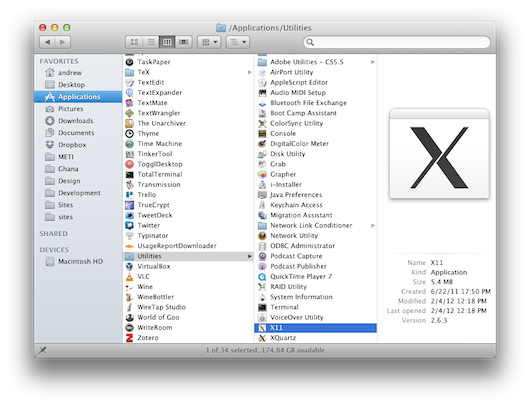 /Applications/Utilities
FAVORITES
andrew
Desktop
Applications
Pictures
Downloads
Documents
Dropbox
METI
Ghana
Design
Development
Sites
sites
SHARED
DEVICES
Macintosh HD
TaskPaper
TeX
TextEdit
TextExpander
TextMate
TextWrangler
The Unarchiver
Thyme
Time Machine
TinkerTool
TogglDesktop
TotalTerminal
Transmission
Trello
TrueCrypt
TweetDeck
Twitter
Typinator
UsageReportDownloader
Utilities
VirtualBox
VLC
Wine
WineBottler
WireTap Studio
World of Goo
WriteRoom
Zotero
Adobe Utilities - CS5.5
AirPort Utility
AppleScript Editor
Audio MIDI Setup
Bluetooth File Exchange
Boot Camp Assistant
ColorSync Utility
Console
DigitalColor Meter
Disk Utility
Grab
Grapher
i-Installer
Java Preferences
Keychain Access
Migration Assistant
Network Link Conditioner
Network Utility
ODBC Administrator
Podcast Capture
Podcast Publisher
QuickTime Player 7
RAID Utility
System Information
Terminal
VoiceOver Utility
X11
XQuartz
X
Name X11
Kind Application
Size 5.4 MB
Created 6/22/11 17:50 PM
Modified 2/4/12 12:18 PM
Last opened 2/4/12 12:18 PM
Version 2.6.3
1 of 34 selected, 174.84 GB available